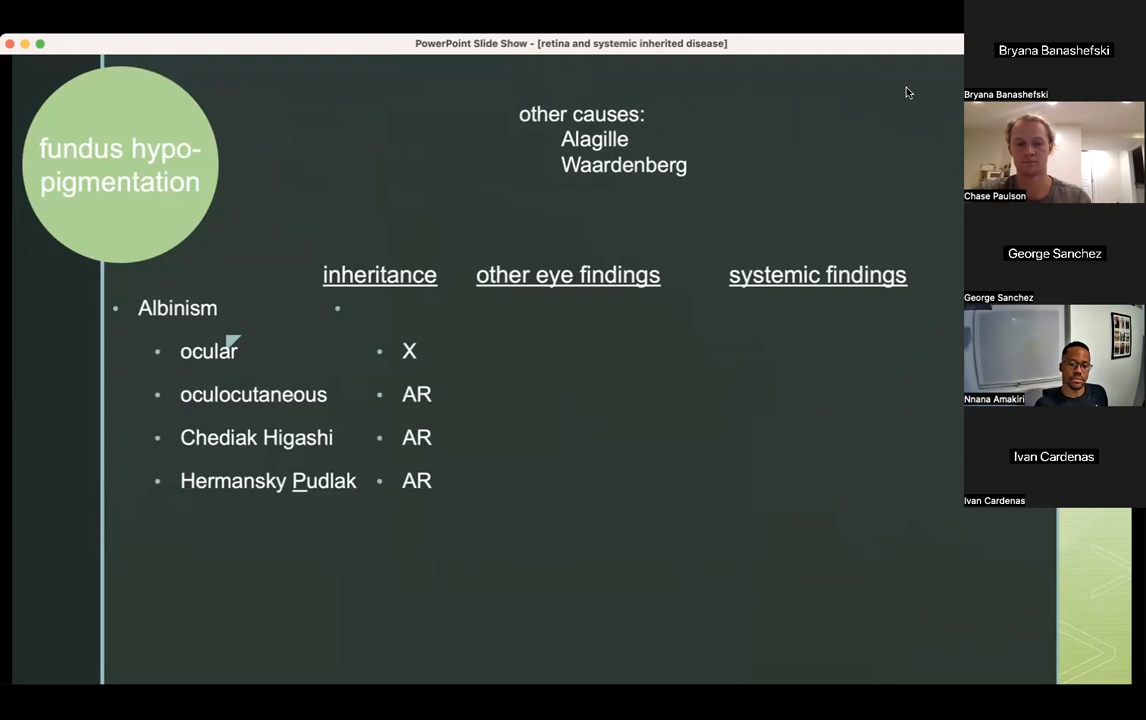 PowerPoint Slide Show - [retina and systemic inherited disease]
fundus hypo-
pigmentation
other causes:
Alagille
Waardenberg
inheritance other eye findings systemic findings
• Albinism •
• ocular • X
• oculocutaneous • AR
• Chediak Higashi • AR
• Hermansky Pudlak • AR
Bryana Banashefski
Bryana Banashefski
Chase Paulson
George Sanchez
George Sanchez
Nnana Amakiri
Ivan Cardenas
Ivan Cardenas